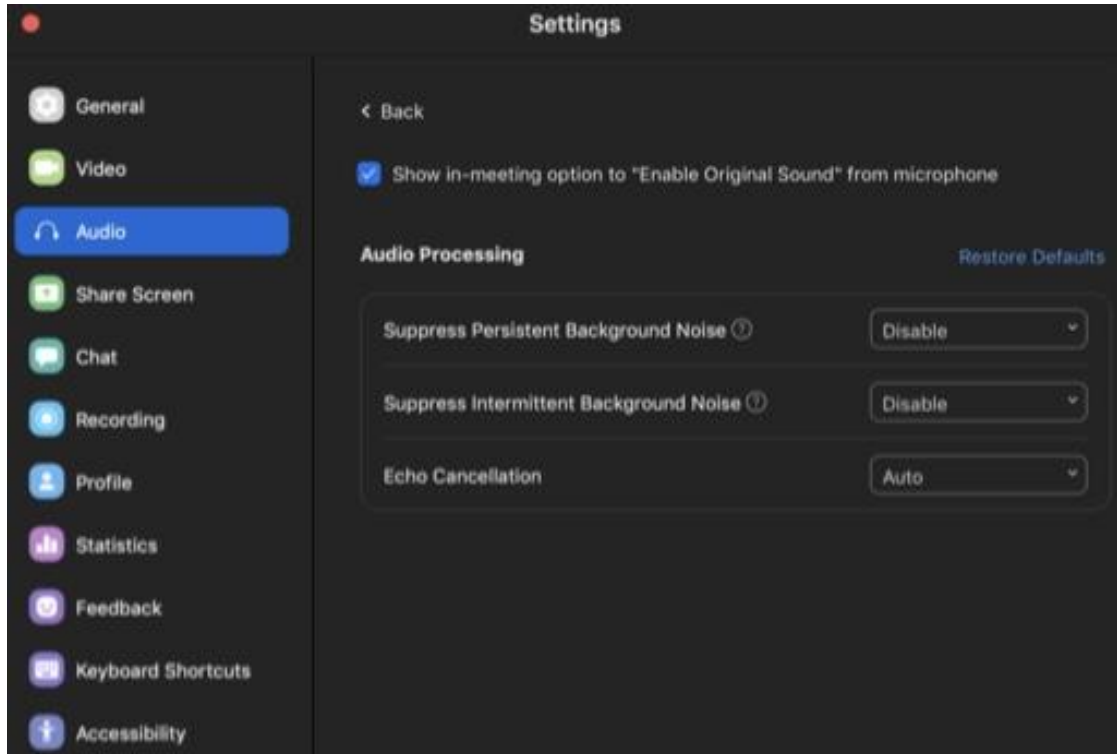 Settings
General
Video
Audio
Share Screen
Chat
Recording
Profile
Statistics
Feedback
Keyboard Shortcuts
Accessibility
< Back
Show in-meeting option to "Enable Original Sound" from microphone
Audio Processing
Restore Defaults
Suppress Persistent Background Noise ? Disable
Suppress Intermittent Background Noise ? Disable
Echo Cancellation Auto